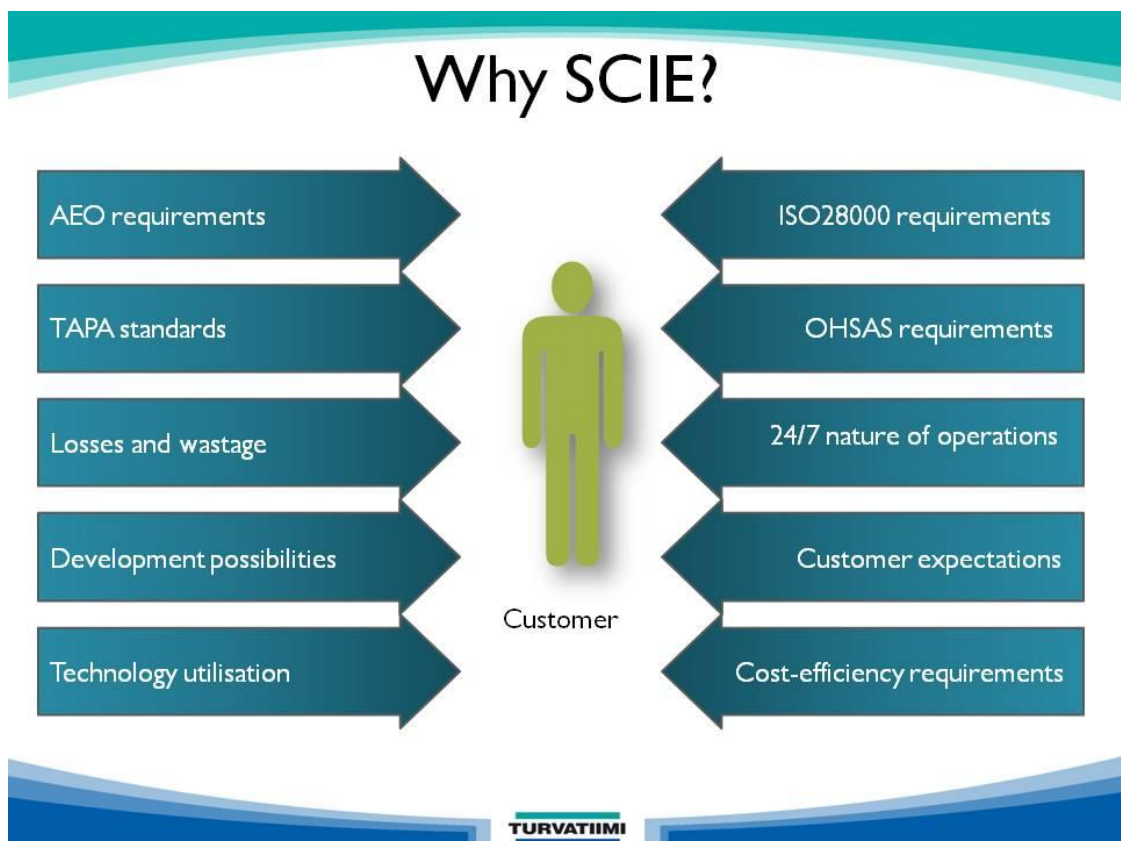 Why SCIE?
AEO requirements
TAPA standards
Losses and wastage
Development possibilities
Technology utilisation
Customer
ISO28000 requirements
OHSAS requirements
24/7 nature of operations
Customer expectations
Cost-efficiency requirements
TURVATIIMI